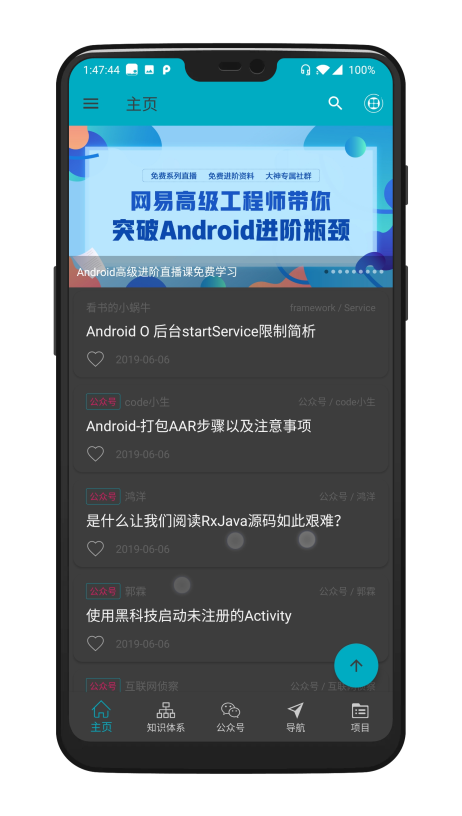 1:47:44
100%
主页
免费系列直播 免费进阶资料 大神专属社群
网易高级工程师带你
突破Android进阶瓶颈
Android高级进阶直播课免费学习
看书的小蜗牛 framework / Service
Android O 后台startService限制简析
2019-06-06
公众号 code小生 公众号 / code小生
Android-打包AAR步骤以及注意事项
2019-06-06
公众号 鸿洋 公众号 / 鸿洋
是什么让我们阅读RxJava源码如此艰难?
2019-06-06
公众号 郭霖 公众号 / 郭霖
使用黑科技启动未注册的Activity
2019-06-06
公众号 互联网侦察 公众号 / 互联网侦察
主页 知识体系 公众号 导航 项目